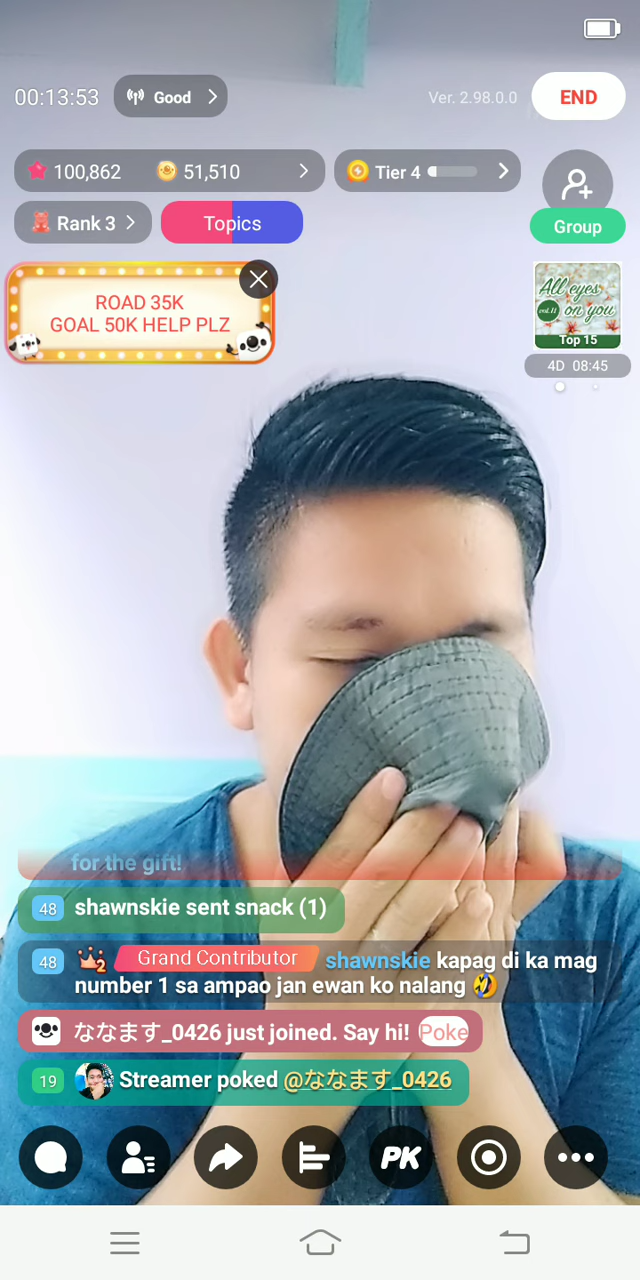 00:13:53
Good
Ver. 2.98.0.0
END
100,862
51,510
Tier 4
Rank 3
Topics
Group
ROAD 35K
GOAL 50K HELP PLZ
All eyes
vol.11 on you
Top 15
4D 08:45
for the gift!
48 shawnskie sent snack (1)
48 2 Grand Contributor shawnskie kapag di ka mag
number 1 sa ampao jan ewan ko nalang 🤣
ななます_0426 just joined. Say hi! Poke
19 Streamer poked @ななます_0426
PK